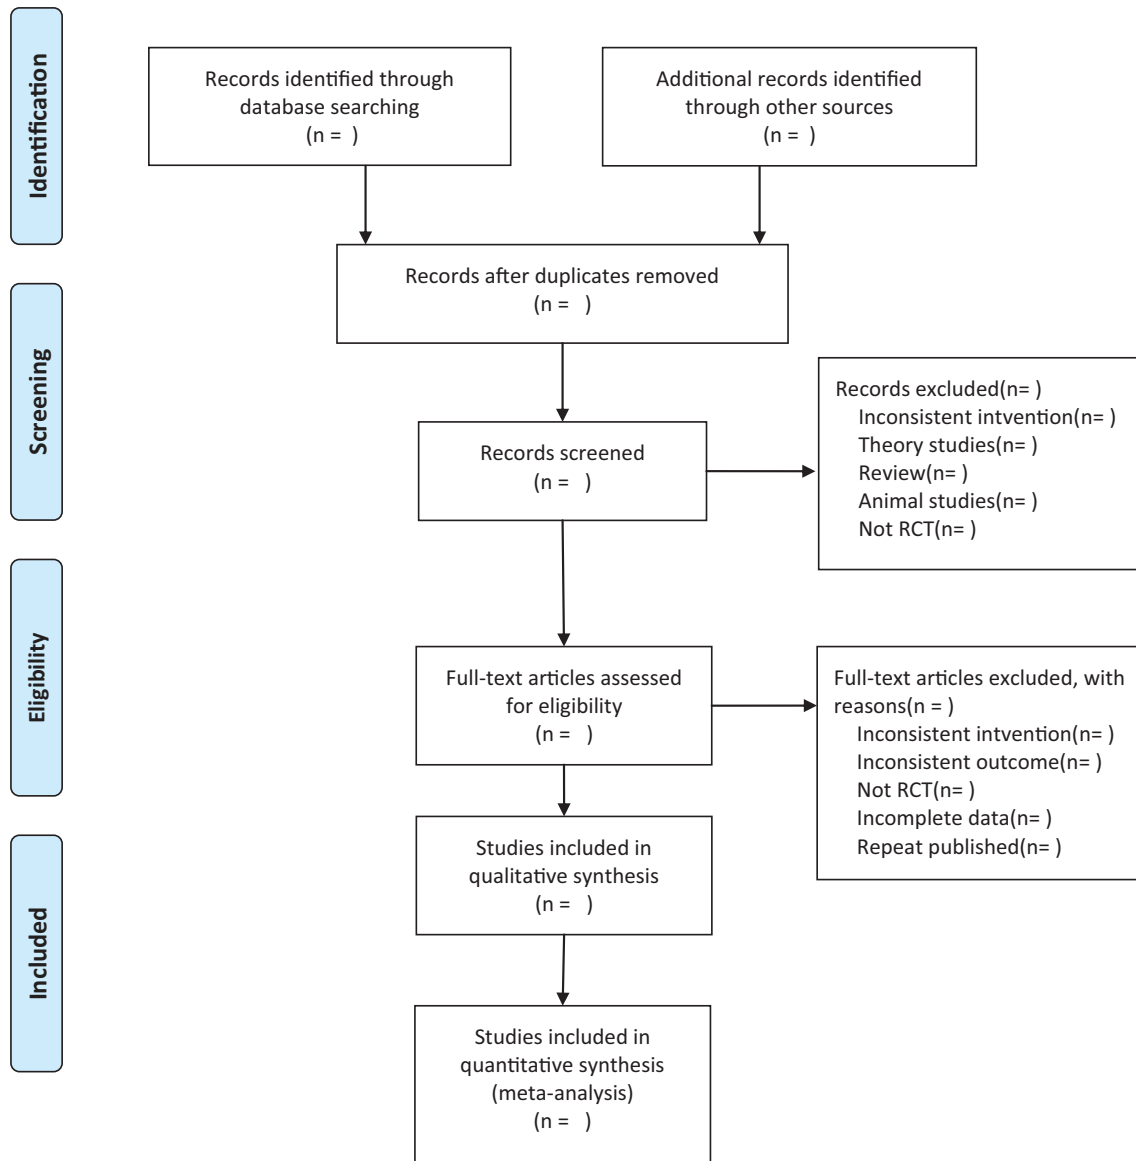 Identification
Records identified through
database searching
(n =  )
Additional records identified
through other sources
(n =  )
Records after duplicates removed
(n =   )
Screening
Records screened
(n =   )
Records excluded(n= )
Inconsistent intvention(n= )
Theory studies(n= )
Review(n= )
Animal studies(n= )
Not RCT(n= )
Eligibility
Full-text articles assessed
for eligibility
(n =   )
Full-text articles excluded, with
reasons(n = )
Inconsistent intvention(n= )
Inconsistent outcome(n= )
Not RCT(n= )
Incomplete data(n= )
Repeat published(n= )
Included
Studies included in
qualitative synthesis
(n =   )
Studies included in
quantitative synthesis
(meta-analysis)
(n =   )